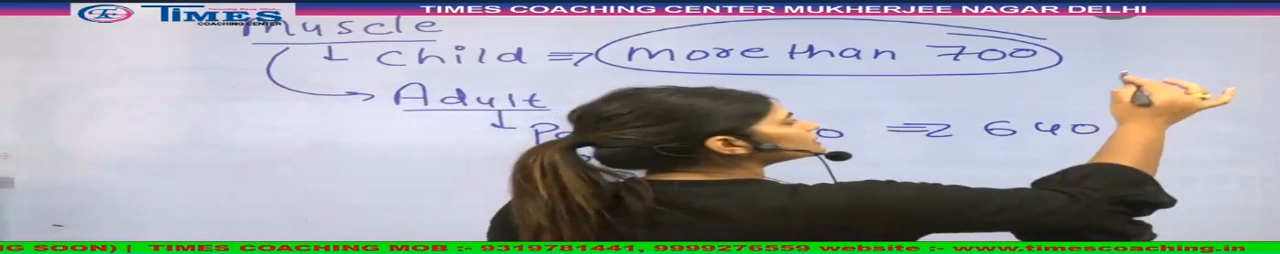 TIMES COACHING CENTER MUKHERJEE NAGAR DELHI
TIMES
COACHING CENTER
Muscle
↓ Child ⇒ more than 700
Adult
↓ ⇒ 640
NG SOON) | TIMES COACHING MOB :- 9319781441, 9999276559 website :- www.timescoaching.in